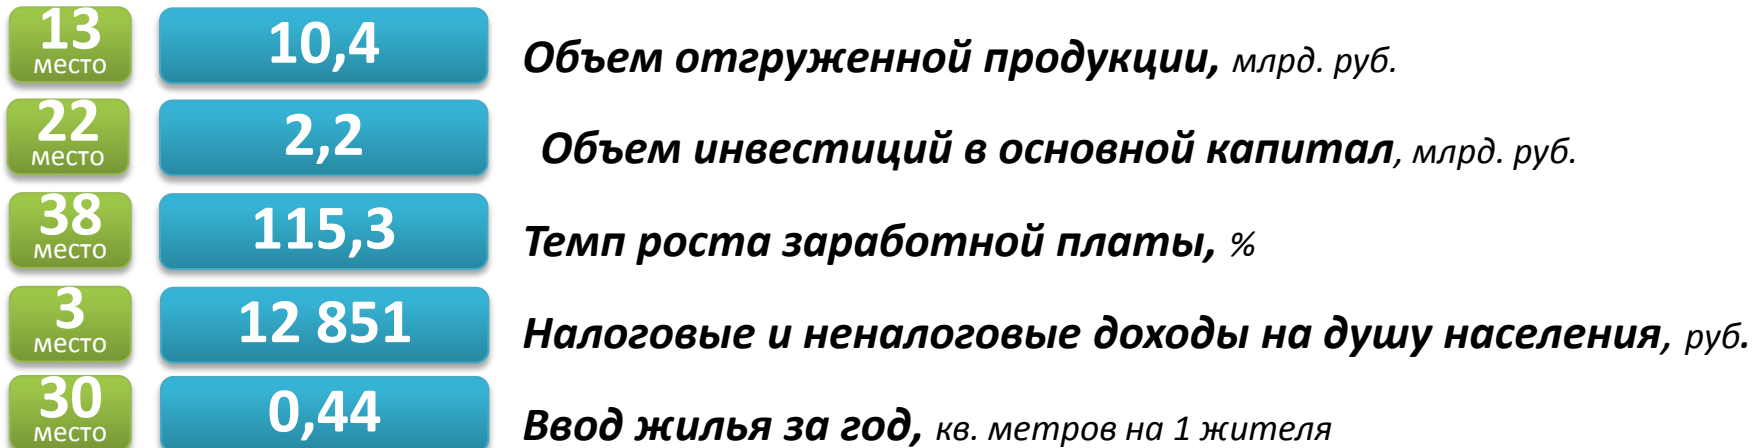 13 место 10,4 Объем отгруженной продукции, млрд. руб.
22 место 2,2 Объем инвестиций в основной капитал, млрд. руб.
38 место 115,3 Темп роста заработной платы, %
3 место 12 851 Налоговые и неналоговые доходы на душу населения, руб.
30 место 0,44 Ввод жилья за год, кв. метров на 1 жителя